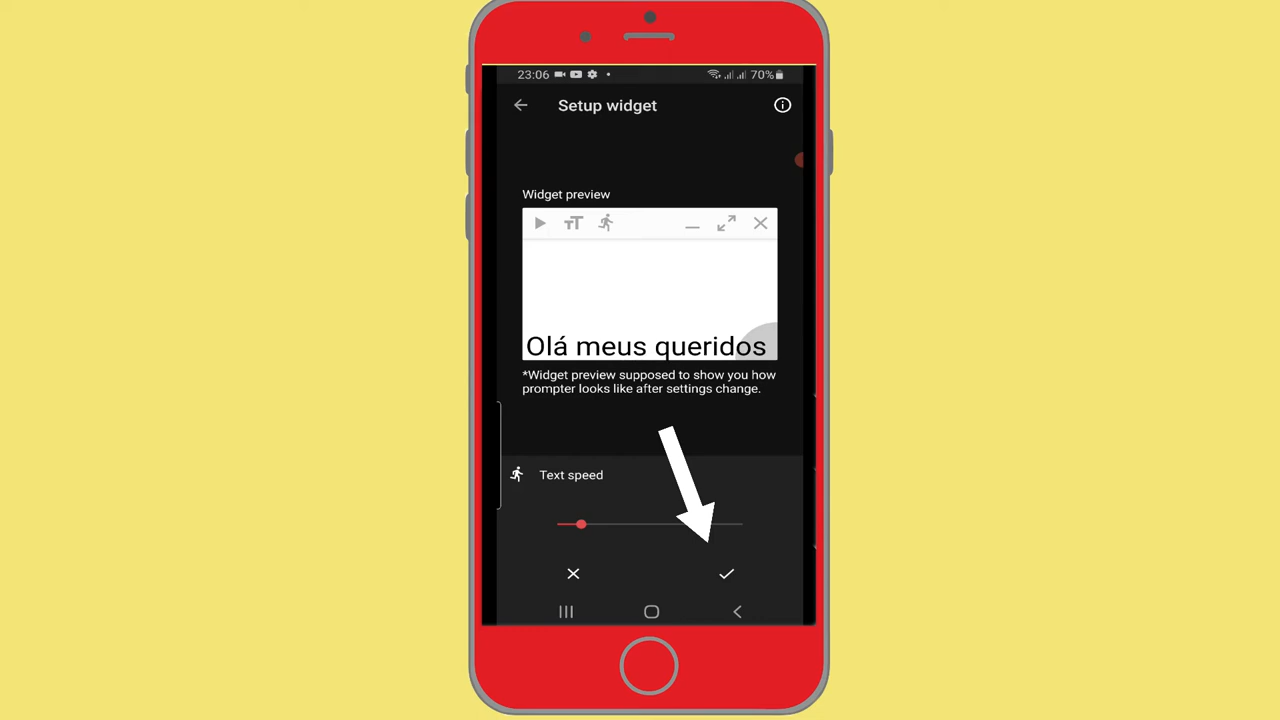 23:06
70%
Setup widget
Widget preview
Olá meus queridos
*Widget preview supposed to show you how
prompter looks like after settings change.
Text speed